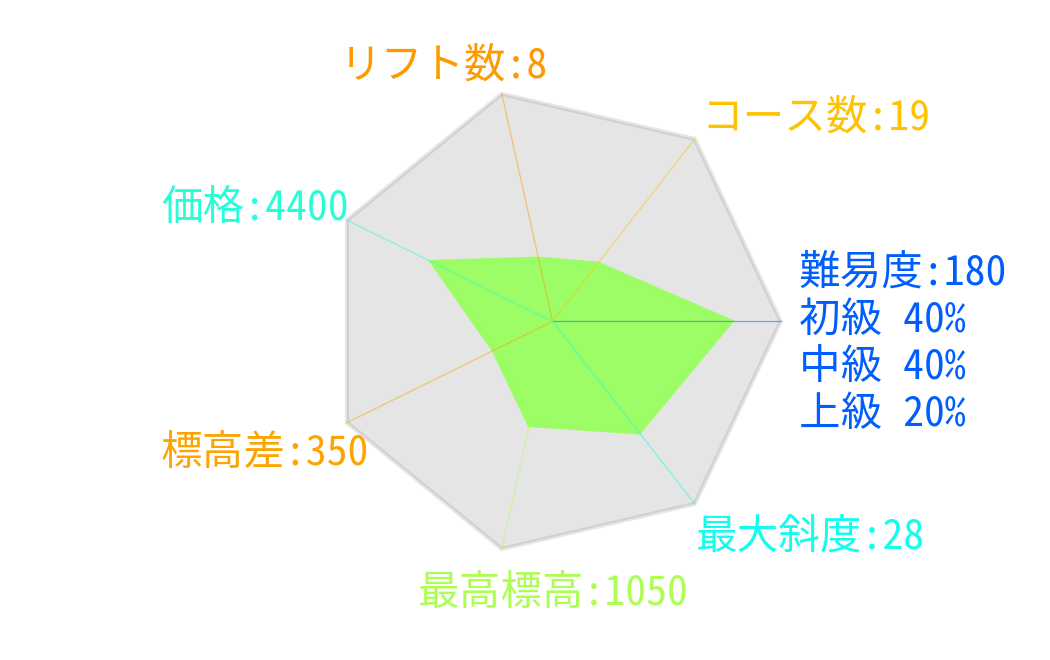 リフト数:8
コース数:19
価格:4400
難易度:180
初級 40%
中級 40%
上級 20%
標高差:350
最大斜度:28
最高標高:1050